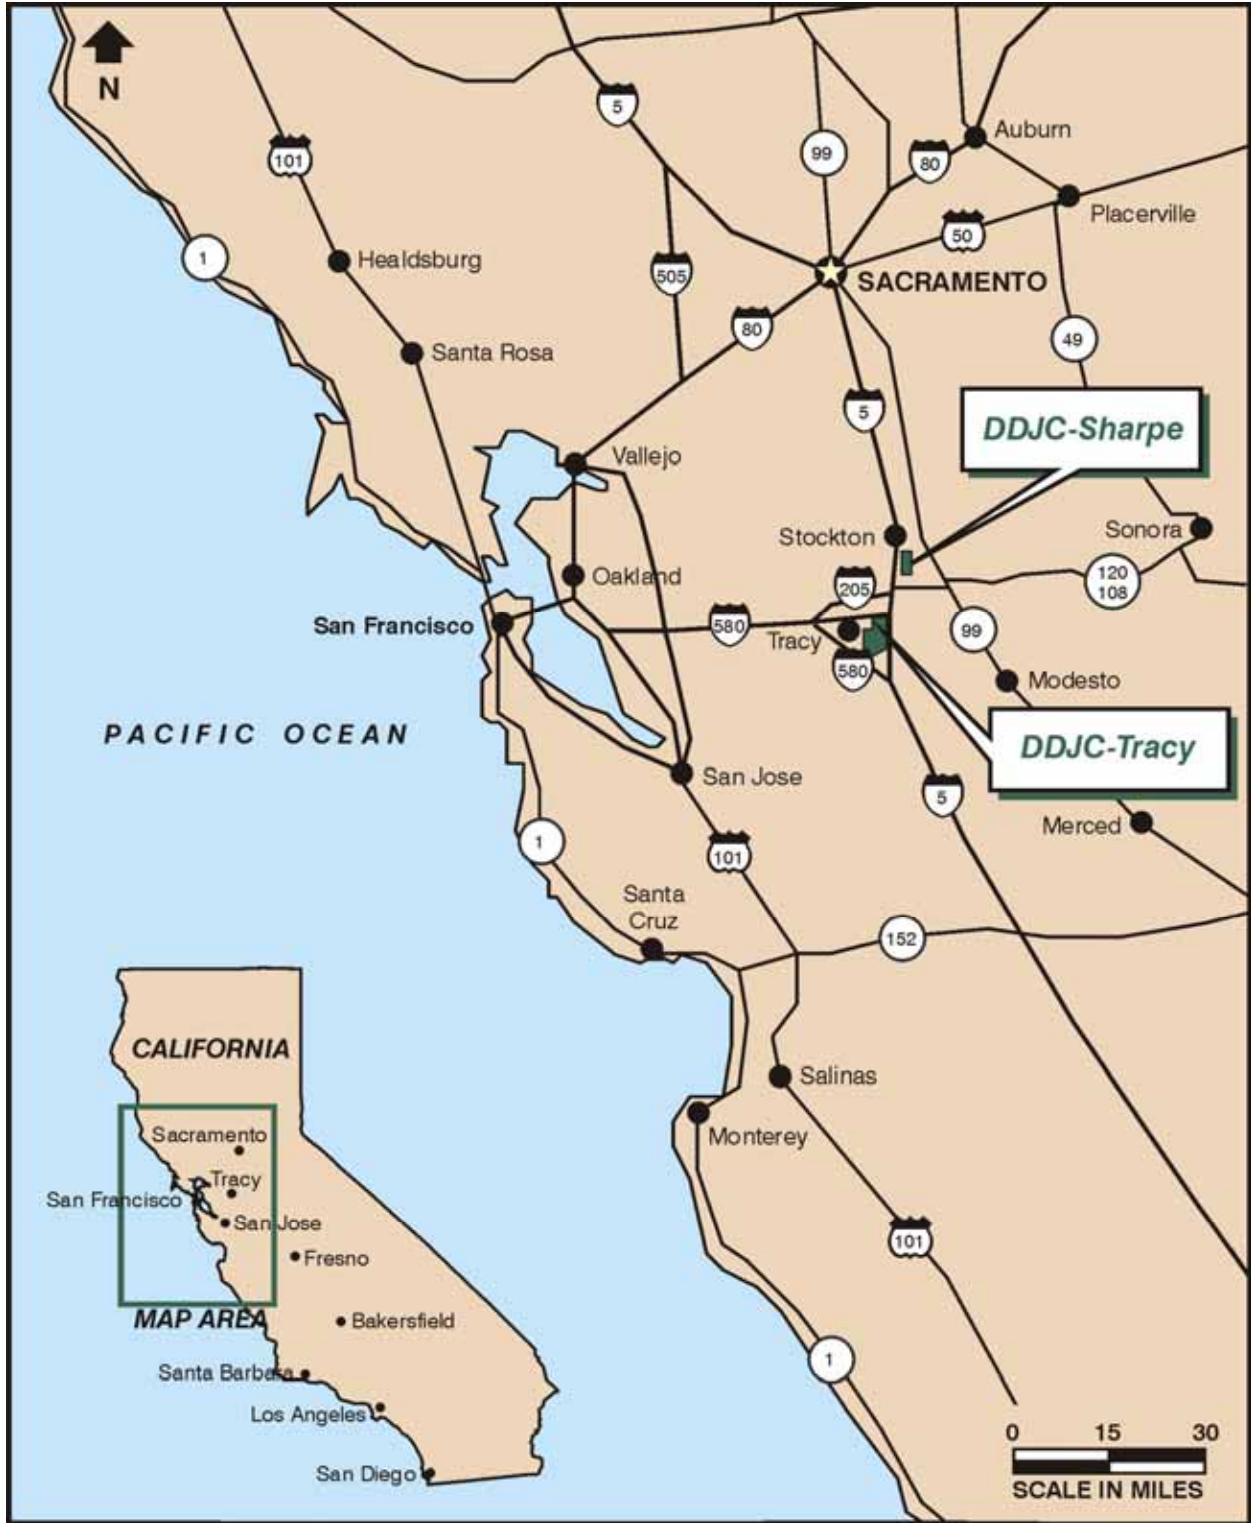 N
5
99
80
Auburn
101
Placerville
50
1
Healdsburg
505
SACRAMENTO
80
49
Santa Rosa
5
DDJC-Sharpe
Vallejo
Stockton
Sonora
Oakland
205
120
108
San Francisco
580
Tracy
99
580
Modesto
PACIFIC OCEAN
DDJC-Tracy
San Jose
5
Merced
1
101
Santa
Cruz
152
CALIFORNIA
Salinas
Monterey
Sacramento
Tracy
San Francisco
San Jose
101
Fresno
MAP AREA
Bakersfield
1
Santa Barbara
Los Angeles
0 15 30
San Diego
SCALE IN MILES